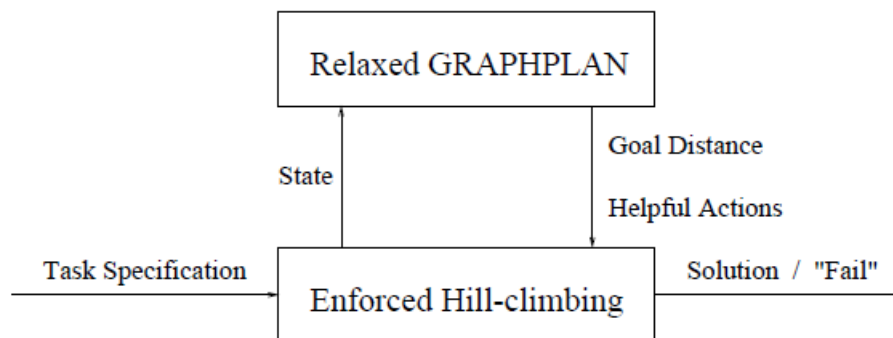 Relaxed GRAPHPLAN
State
Goal Distance
Helpful Actions
Task Specification
Enforced Hill-climbing
Solution / "Fail"